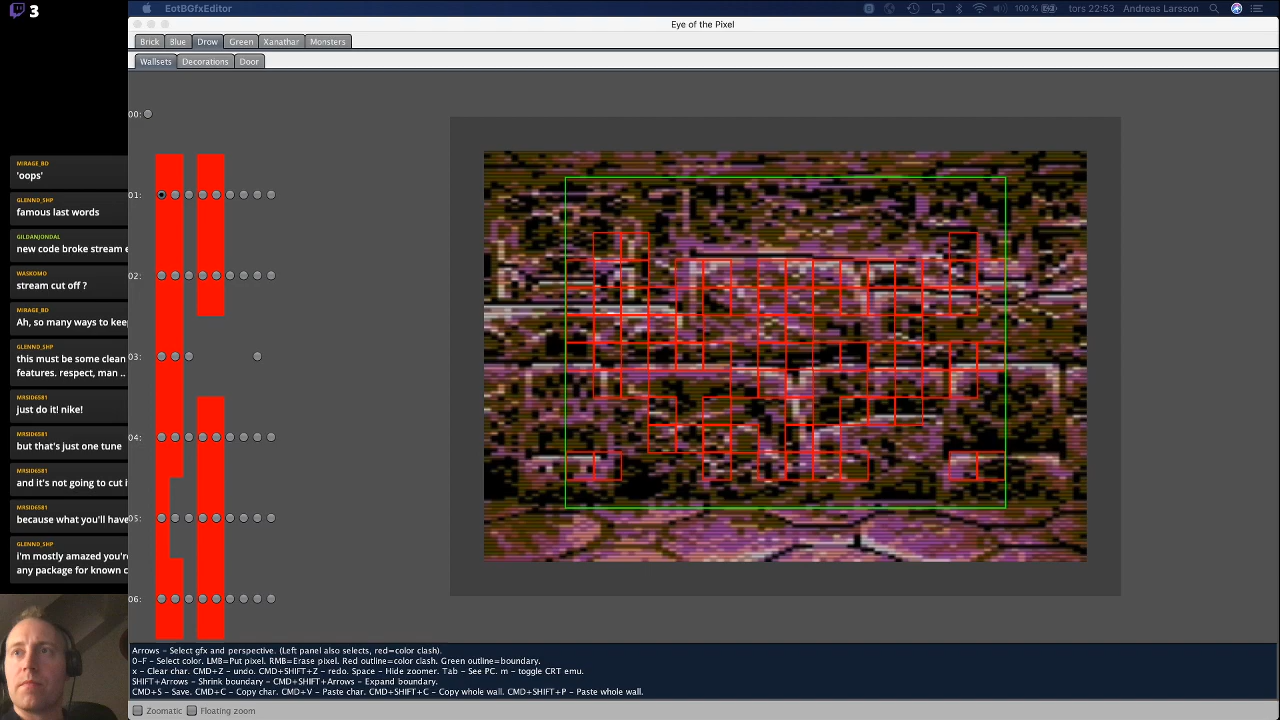 3
EotBGfxEditor
100 %
tors 22:53
Andreas Larsson
Eye of the Pixel
Brick
Blue
Drow
Green
Xanathar
Monsters
Wallsets
Decorations
Door
00:
01:
02:
03:
04:
05:
06:
MIRAGE_BD
'oops'
GLENNO_SHP
famous last words
GILDANJONDAL
new code broke stream e
WASKOMO
stream cut off ?
MIRAGE_BD
Ah, so many ways to kee
GLENNO_SHP
this must be some clean
features. respect, man ..
MRSID6581
just do it! nike!
MRSID6581
but that's just one tune
MRSID6581
and it's not going to cut i
MRSID6581
because what you'll have
GLENNO_SHP
i'm mostly amazed you'r
any package for known c
Arrows - Select gfx and perspective. (Left panel also selects, red=color clash).
0-F - Select color. LMB=Put pixel. RMB=Erase pixel. Red outline=color clash. Green outline=boundary.
x - Clear char. CMD+Z - undo. CMD+SHIFT+Z - redo. Space - Hide zoomer. Tab - See PC. m - toggle CRT emu.
SHIFT+Arrows - Shrink boundary - CMD+SHIFT+Arrows - Expand boundary.
CMD+S - Save. CMD+C - Copy char. CMD+V - Paste char. CMD+SHIFT+C - Copy whole wall. CMD+SHIFT+P - Paste whole wall.
Zoomatic
Floating zoom